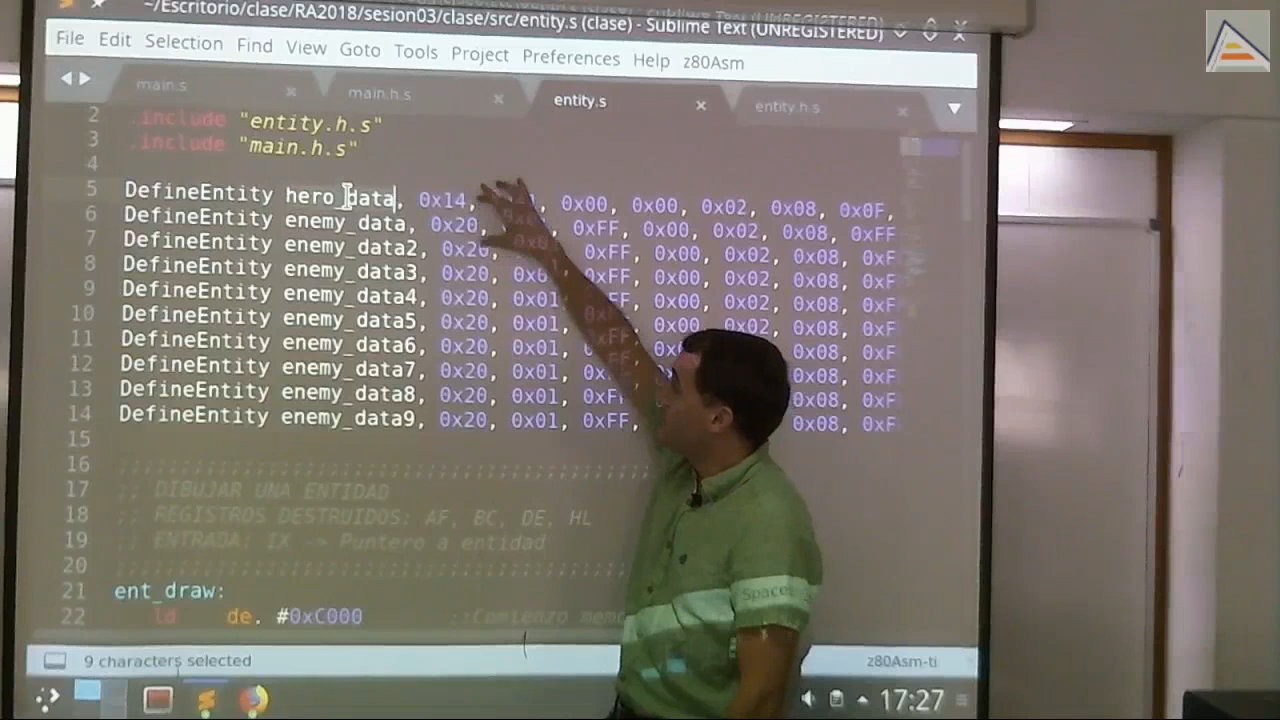 ~/Escritorio/clase/RA2018/sesion03/clase/src/entity.s (clase) - Sublime Text (UNREGISTERED)
File Edit Selection Find View Goto Tools Project Preferences Help z80Asm
main.s main.h.s entity.s entity.h.s
2 .include "entity.h.s"
3 .include "main.h.s"
4
5 DefineEntity hero_data, 0x14, 0x00, 0x00, 0x02, 0x08, 0x0F,
6 DefineEntity enemy_data, 0x20, 0xFF, 0x00, 0x02, 0x08, 0xFF
7 DefineEntity enemy_data2, 0x20, 0xFF, 0x00, 0x02, 0x08, 0xF
8 DefineEntity enemy_data3, 0x20, 0xFF, 0x00, 0x02, 0x08, 0xF
9 DefineEntity enemy_data4, 0x20, 0x01, 0xFF, 0x00, 0x02, 0x08, 0xF
10 DefineEntity enemy_data5, 0x20, 0x01, 0x00, 0x02, 0x08, 0xF
11 DefineEntity enemy_data6, 0x20, 0x01, 0x08, 0xF
12 DefineEntity enemy_data7, 0x20, 0x01, 0x08, 0xF
13 DefineEntity enemy_data8, 0x20, 0x01, 0xFF, 0x08, 0xF
14 DefineEntity enemy_data9, 0x20, 0x01, 0xFF, 0x08, 0xF
15
16 ;;;;;;;;;;;;;;;;;;;;;;;;;;;;;;;;;;;;;;;;;;;;
17 ;; DIBUJAR UNA ENTIDAD
18 ;; REGISTROS DESTRUIDOS: AF, BC, DE, HL
19 ;; ENTRADA: IX -> Puntero a entidad
20 ;;;;;;;;;;;;;;;;;;;;;;;;;;;;;;;;;;;;;;;;;;;;
21 ent_draw:
22 ld de, #0xC000 ;;Comienzo
9 characters selected Spaces z80Asm-ti
17:27